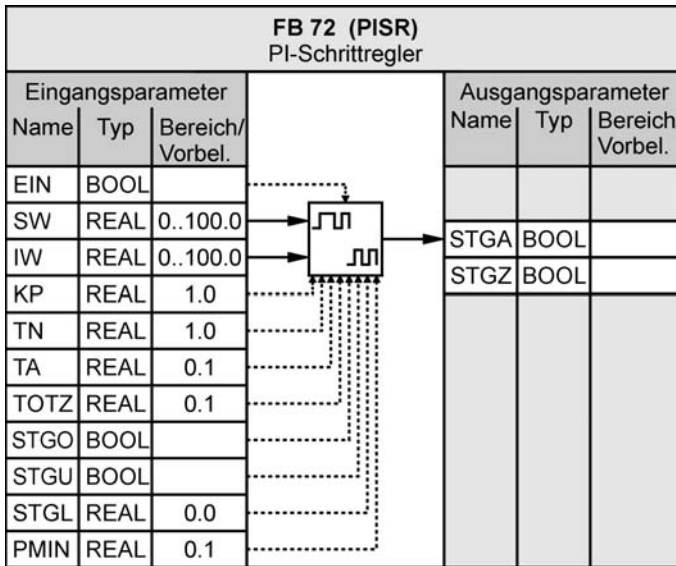 FB 72 (PISR)
PI-Schrittregler
Eingangsparameter
Name Typ Bereich/
Vorbel.
EIN BOOL
SW REAL 0..100.0
IW REAL 0..100.0
KP REAL 1.0
TN REAL 1.0
TA REAL 0.1
TOTZ REAL 0.1
STGO BOOL
STGU BOOL
STGL REAL 0.0
PMIN REAL 0.1
Ausgangsparameter
Name Typ Bereich
Vorbel.
STGA BOOL
STGZ BOOL